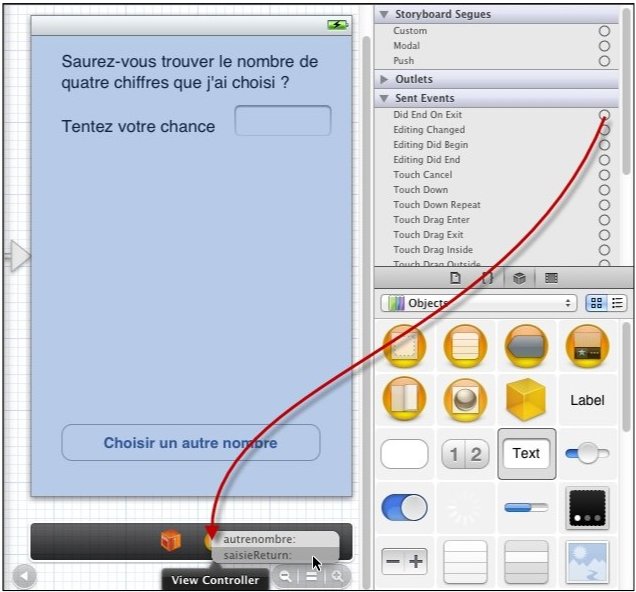 Saurez-vous trouver le nombre de
quatre chiffres que j'ai choisi ?
Tentez votre chance
Choisir un autre nombre
autrenombre:
saisieReturn:
View Controller
Storyboard Segues
Custom
Modal
Push
Outlets
Sent Events
Did End On Exit
Editing Changed
Editing Did Begin
Editing Did End
Touch Cancel
Touch Down
Touch Down Repeat
Touch Drag Enter
Touch Drag Exit
Touch Drag Inside
Touch Drag Outside
Objects
Label
1 2
Text